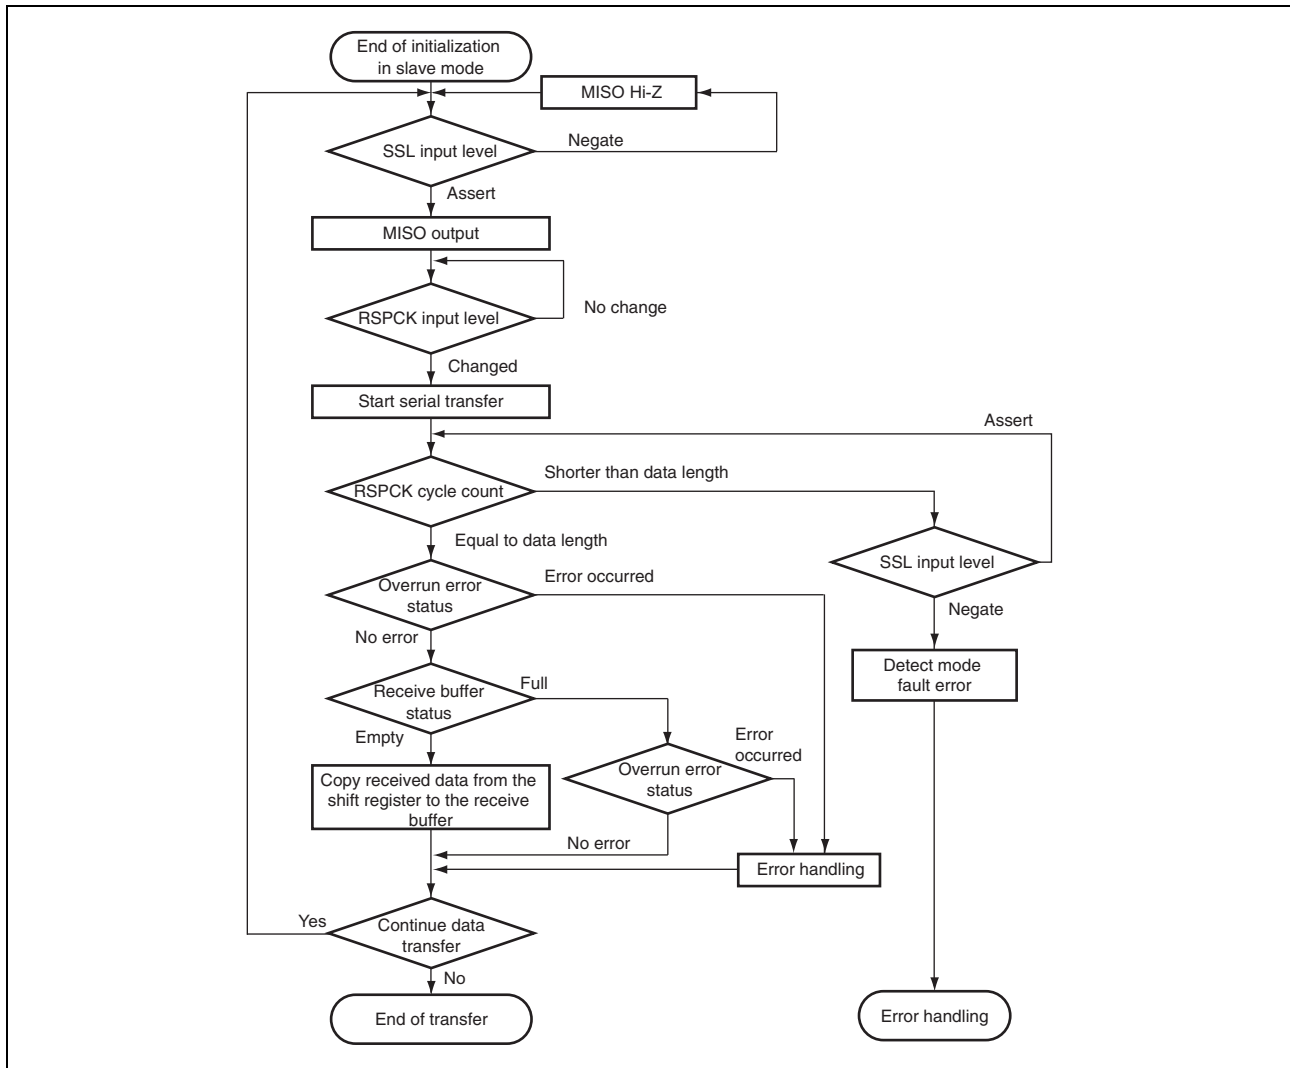 End of initialization
in slave mode
MISO Hi-Z
SSL input level
Negate
Assert
MISO output
RSPCK input level
No change
Changed
Start serial transfer
Assert
RSPCK cycle count
Shorter than data length
Equal to data length
SSL input level
Overrun error
status
Error occurred
Negate
No error
Detect mode
fault error
Receive buffer
status
Full
Empty
Error
occurred
Overrun error
status
Copy received data from the
shift register to the receive
buffer
No error
Error handling
Yes
Continue data
transfer
No
End of transfer
Error handling